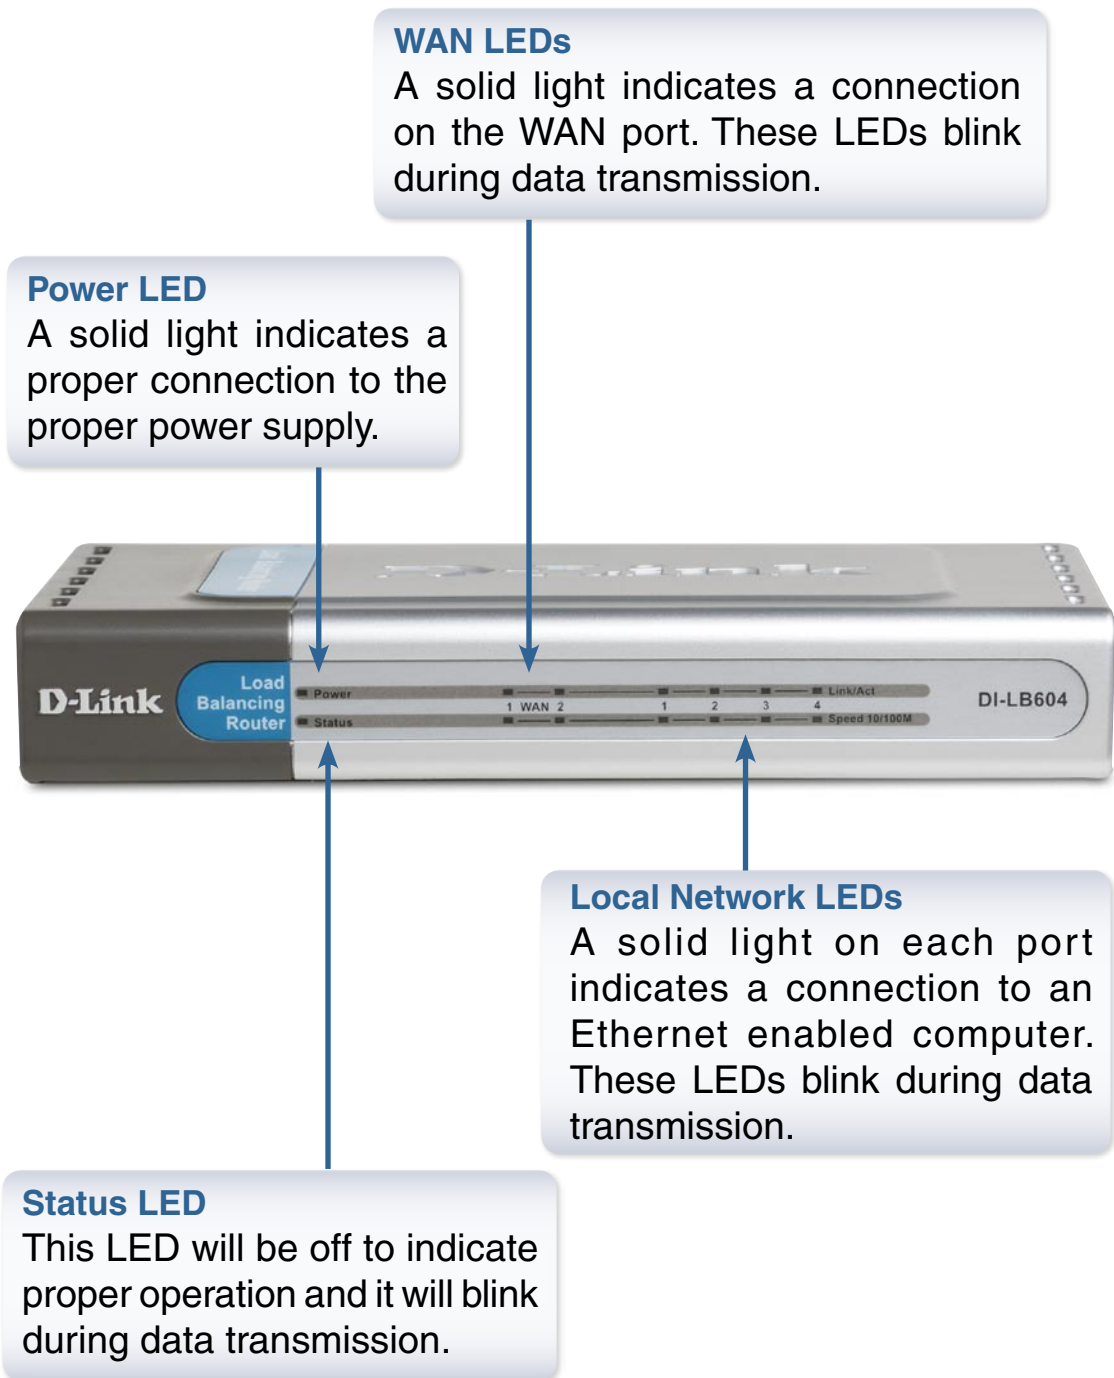 WAN LEDs
A solid light indicates a connection
on the WAN port. These LEDs blink
during data transmission.
Power LED
A solid light indicates a
proper connection to the
proper power supply.
D-Link
D-Link
Load
Balancing
Router
Power
Status
1 WAN 2
1 2 3 4
Link/Act
Speed 10/100M
DI-LB604
Local Network LEDs
A solid light on each port
indicates a connection to an
Ethernet enabled computer.
These LEDs blink during data
transmission.
Status LED
This LED will be off to indicate
proper operation and it will blink
during data transmission.